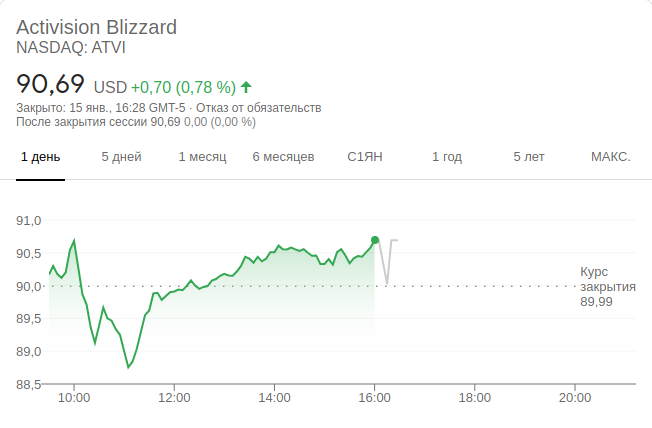 Activision Blizzard
NASDAQ: ATVI
90,69 USD +0,70 (0,78 %)
Закрыто: 15 янв., 16:28 GMT-5 · Отказ от обязательств
После закрытия сессии 90,69 0,00 (0,00 %)
1 день 5 дней 1 месяц 6 месяцев С1ЯН 1 год 5 лет МАКС.
91,0
90,5
90,0
89,5
89,0
88,5
Курс
закрытия
89,99
10:00 12:00 14:00 16:00 18:00 20:00